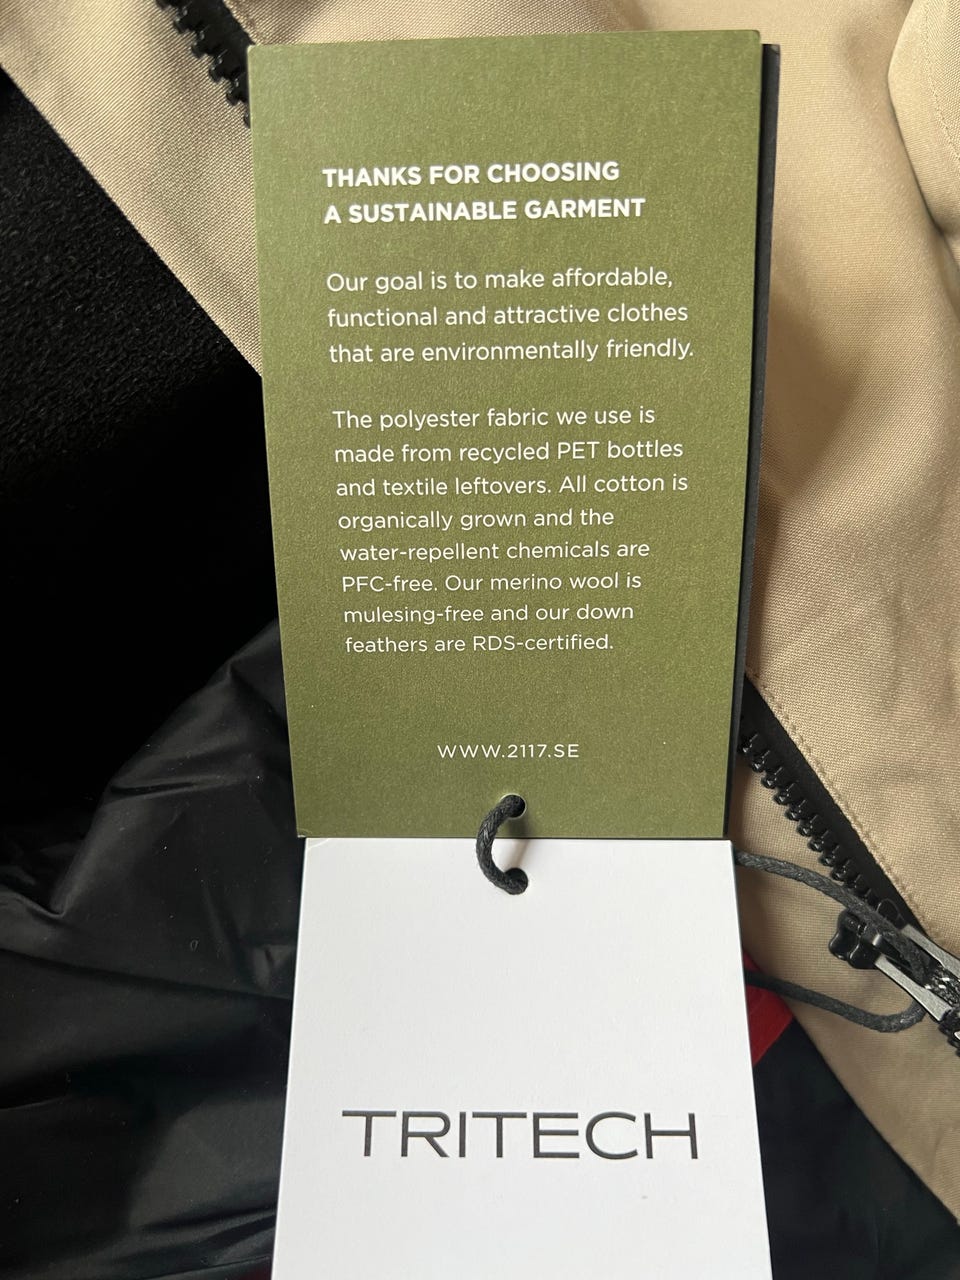 THANKS FOR CHOOSING
A SUSTAINABLE GARMENT
Our goal is to make affordable,
functional and attractive clothes
that are environmentally friendly.
The polyester fabric we use is
made from recycled PET bottles
and textile leftovers. All cotton is
organically grown and the
water-repellent chemicals are
PFC-free. Our merino wool is
mulesing-free and our down
feathers are RDS-certified.
WWW.2117.SE
TRITECH